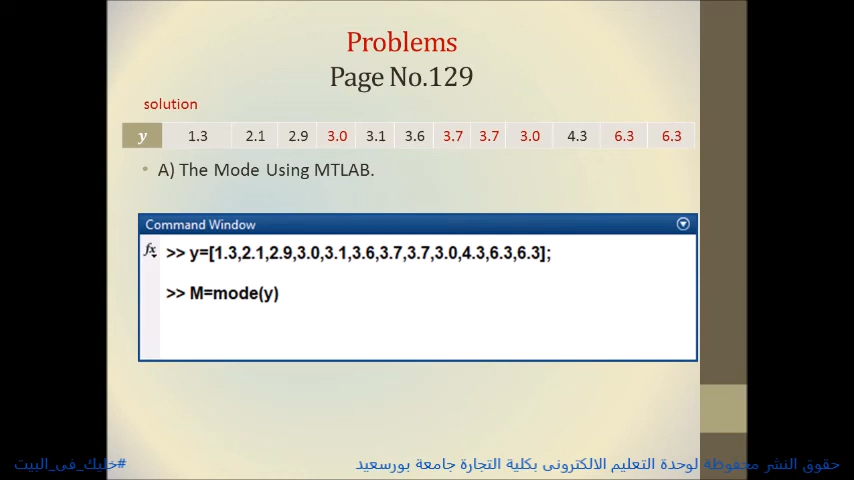 Problems
Page No.129
solution
y 1.3 2.1 2.9 3.0 3.1 3.6 3.7 3.7 3.0 4.3 6.3 6.3
• A) The Mode Using MTLAB.
Command Window
fx >> y=[1.3,2.1,2.9,3.0,3.1,3.6,3.7,3.7,3.0,4.3,6.3,6.3];
>> M=mode(y)
حقوق النشر محفوظة لوحدة التعليم الالكترونى بكلية التجارة جامعة بورسعيد
#خليك_فى_البيت